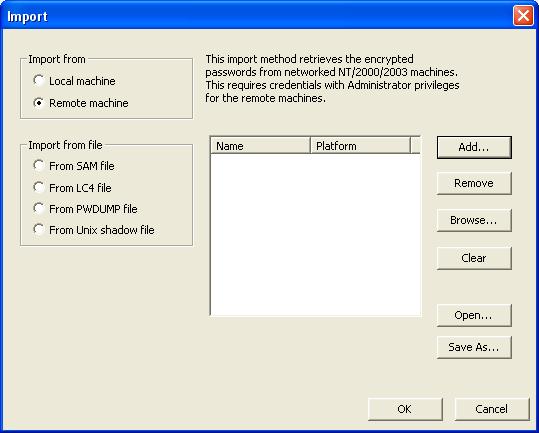 Import
Import from
Local machine
Remote machine
This import method retrieves the encrypted
passwords from networked NT/2000/2003 machines.
This requires credentials with Administrator privileges
for the remote machines.
Import from file
From SAM file
From LC4 file
From PWDUMP file
From Unix shadow file
Name Platform
Add...
Remove
Browse...
Clear
Open...
Save As...
OK Cancel